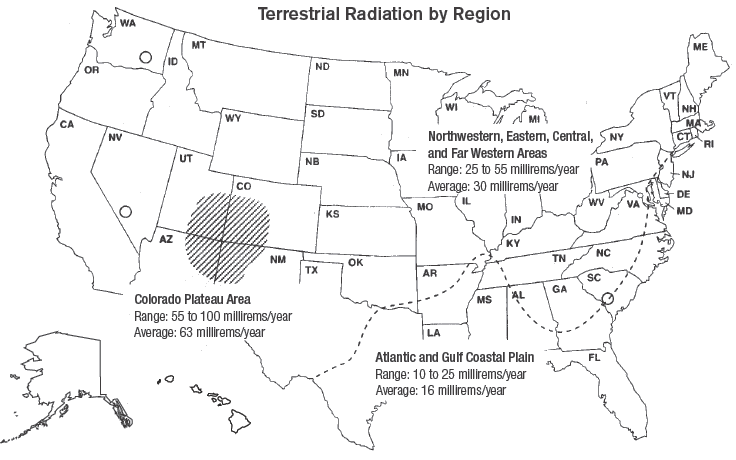 Terrestrial Radiation by Region
WA
MT
ID
OR
ND
MN
ME
VT
NH
MA
CT
RI
NY
WI
MI
SD
WY
CA
NV
UT
CO
NB
IA
Northwestern, Eastern, Central,
and Far Western Areas
Range: 25 to 55 millirems/year
Average: 30 millirems/year
PA
NJ
DE
MD
WV
VA
IL
IN
MO
KS
KY
AZ
NM
TX
OK
AR
TN
NC
SC
MS
AL
GA
LA
FL
Colorado Plateau Area
Range: 55 to 100 millirems/year
Average: 63 millirems/year
Atlantic and Gulf Coastal Plain
Range: 10 to 25 millirems/year
Average: 16 millirems/year